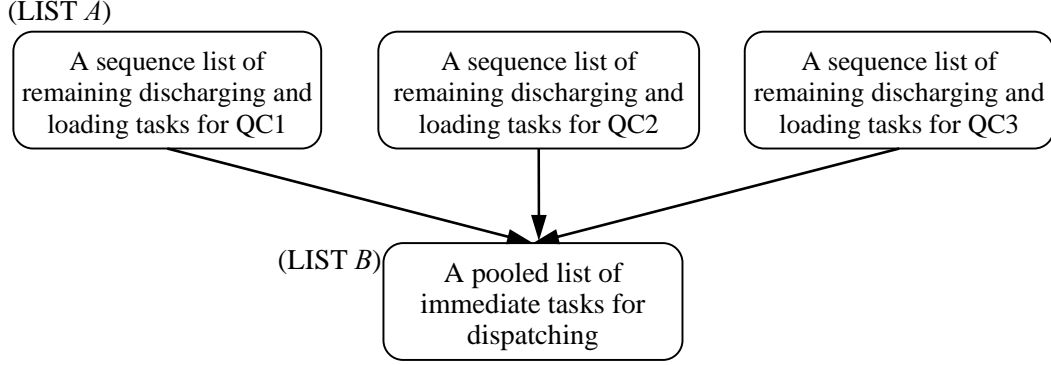 (LIST A)
A sequence list of
remaining discharging and
loading tasks for QC1
A sequence list of
remaining discharging and
loading tasks for QC2
A sequence list of
remaining discharging and
loading tasks for QC3
(LIST B)
A pooled list of
immediate tasks for
dispatching